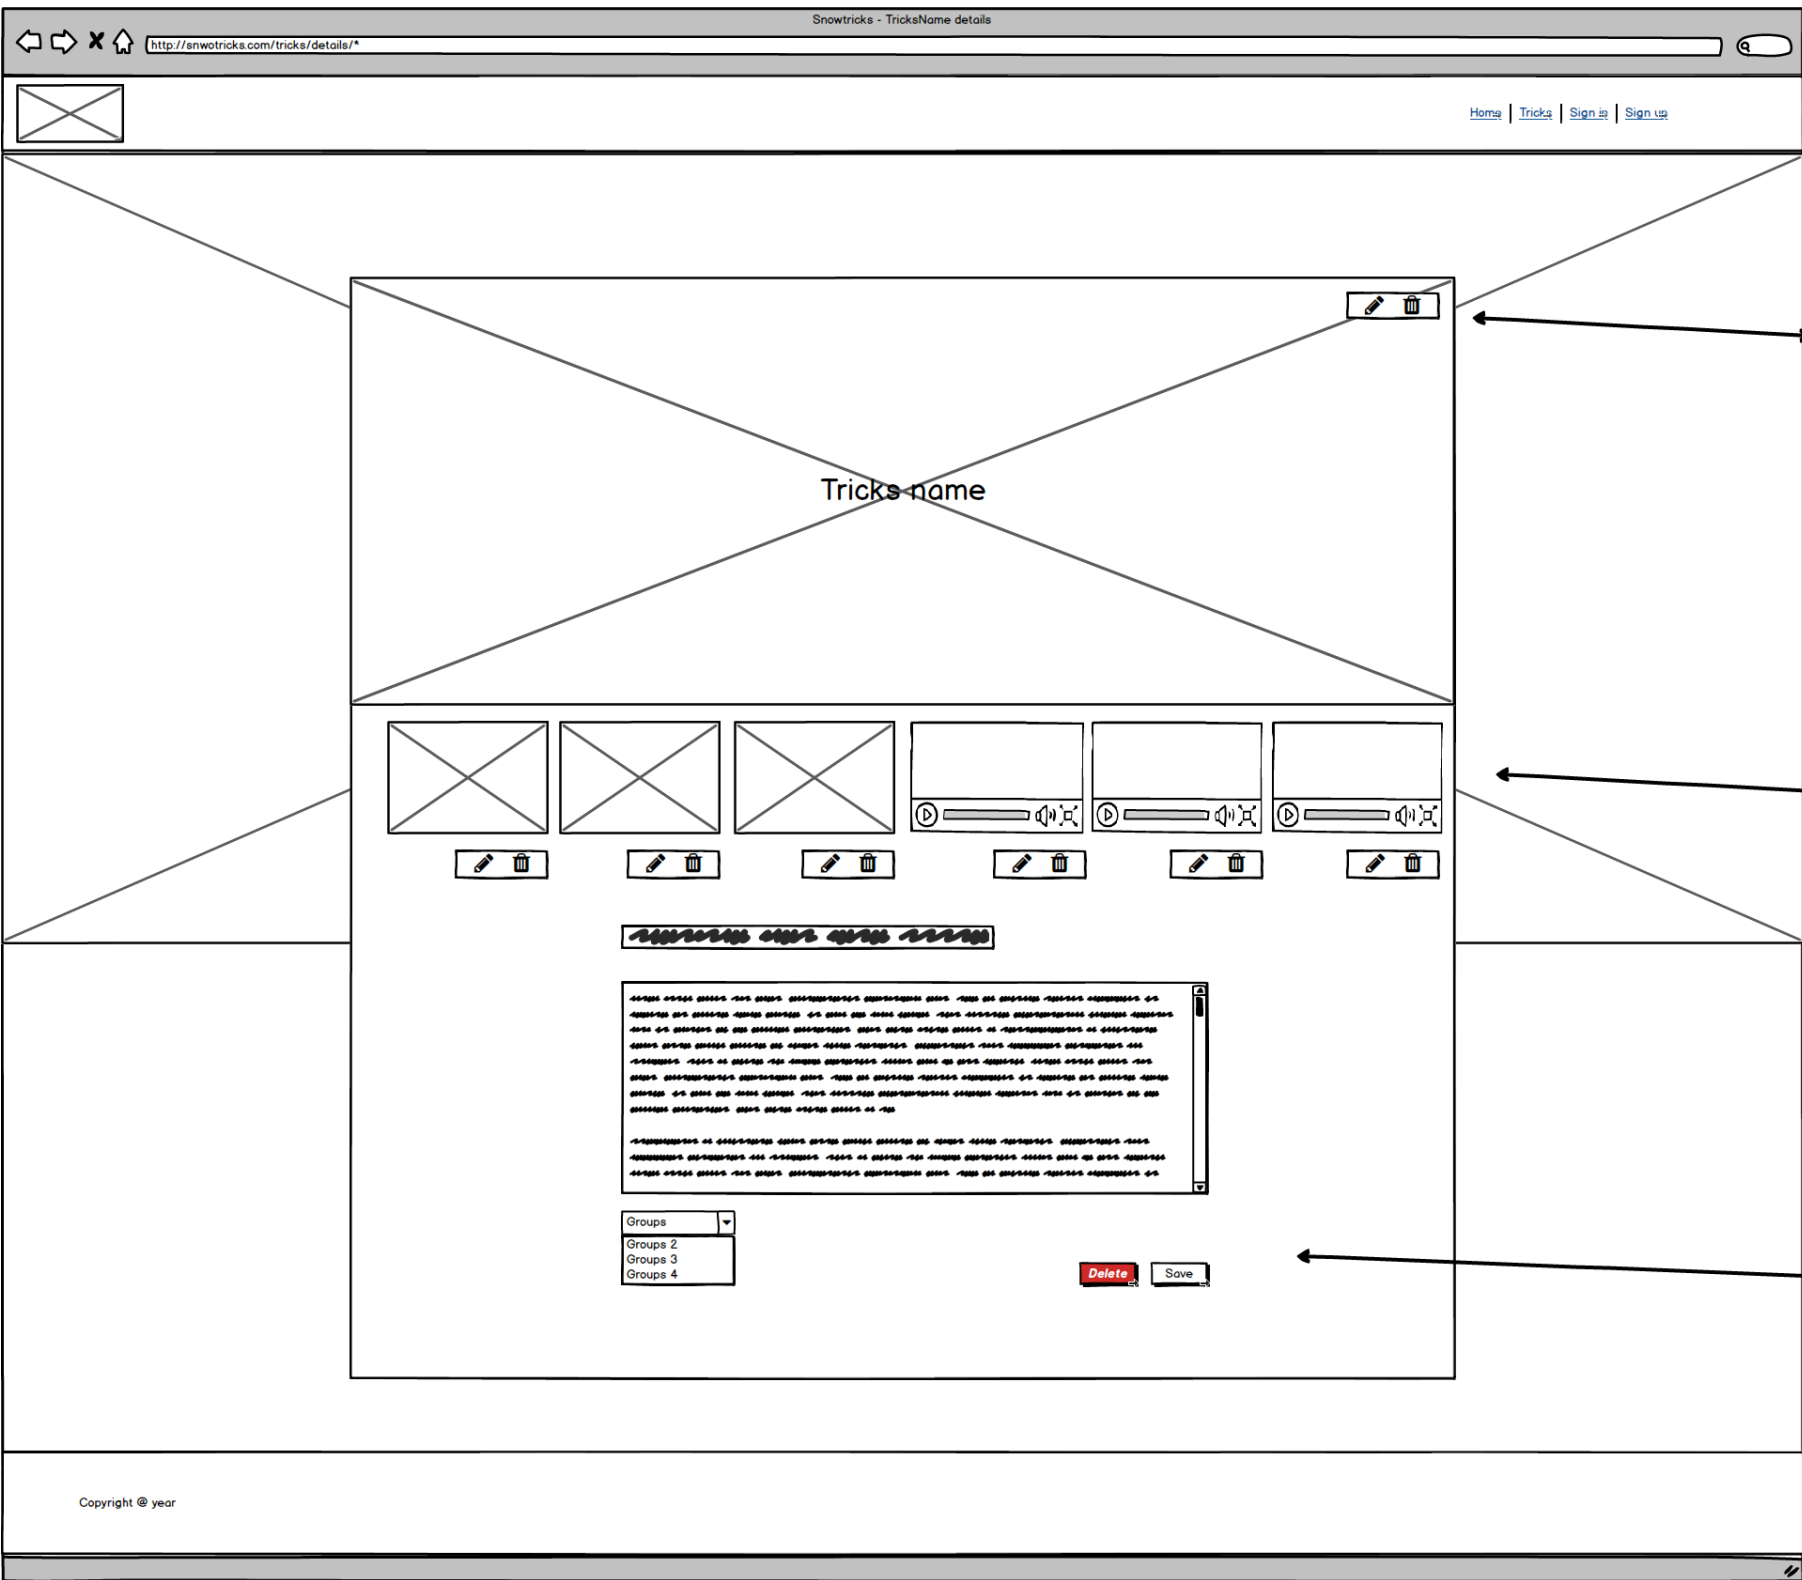 Snowtricks - TricksName details
http://snwotricks.com/tricks/details/*
Home | Tricks | Sign in | Sign up
Tricks name
Groups
Groups 2
Groups 3
Groups 4
Delete Save
Copyright @ year